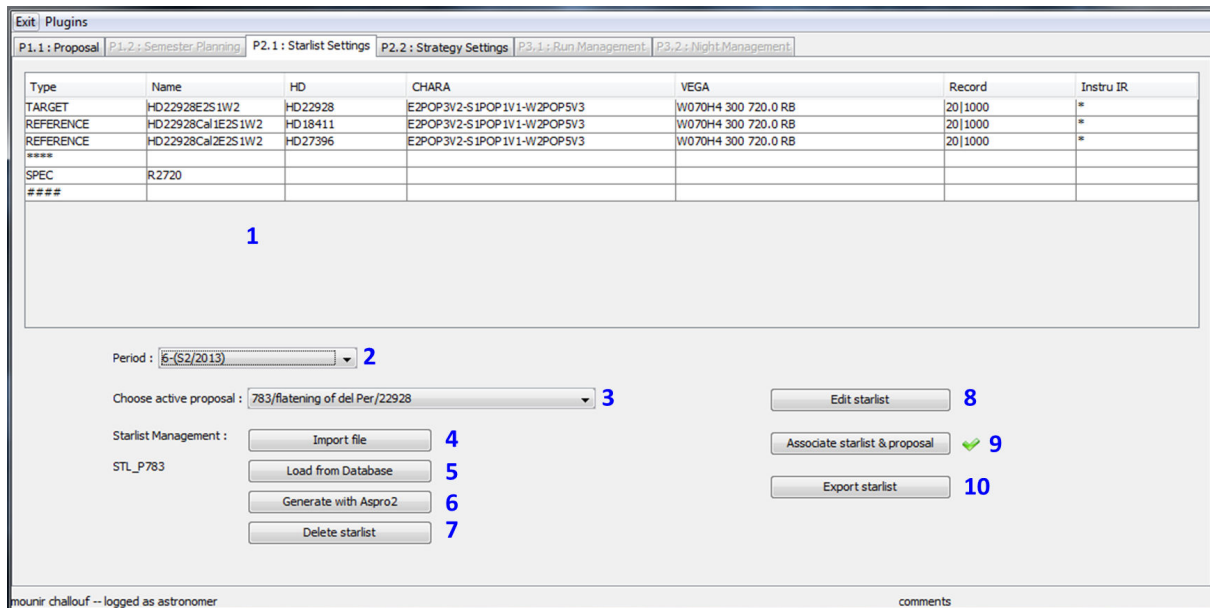 Exit Plugins
P1.1 : Proposal P1.2 : Semester Planning P2.1 : Starlist Settings P2.2 : Strategy Settings P3.1 : Run Management P3.2 : Night Management
Type Name HD CHARA VEGA Record Instru IR
TARGET HD22928E2S1W2 HD22928 E2POP3V2-S1POP1V1-W2POP5V3 W070H4 300 720.0 RB 20|1000 *
REFERENCE HD22928Cal1E2S1W2 HD18411 E2POP3V2-S1POP1V1-W2POP5V3 W070H4 300 720.0 RB 20|1000 *
REFERENCE HD22928Cal2E2S1W2 HD27396 E2POP3V2-S1POP1V1-W2POP5V3 W070H4 300 720.0 RB 20|1000 *
****
SPEC R2720
####
1
Period : 6-(S2/2013) 2
Choose active proposal : 783/flatening of del Per/22928 3
Edit starlist 8
Starlist Management : Import file 4
Associate starlist & proposal 9
STL_P783 Load from Database 5
Export starlist 10
Generate with Aspro2 6
Delete starlist 7
mounir challouf -- logged as astronomer comments